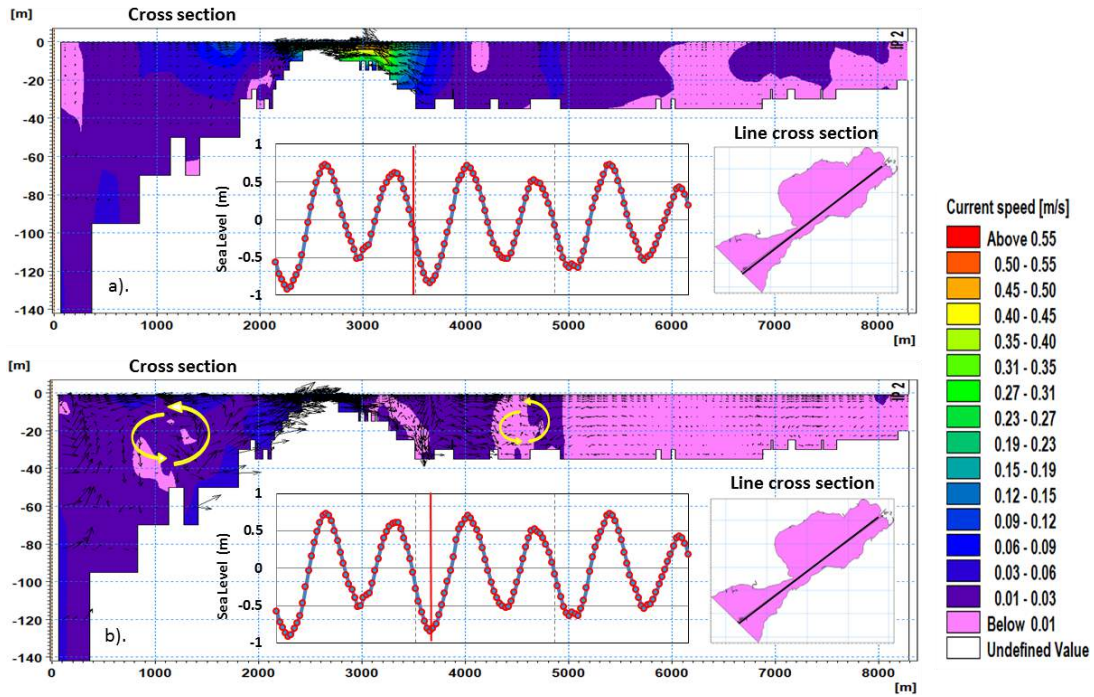 [m]
Cross section
0
-20
-40
-60
-80
-100
-120
-140
a).
Sea Level (m)
1
0.5
0
-0.5
-1
Line cross section
IP 2
0 1000 2000 3000 4000 5000 6000 7000 8000
[m]
[m]
Cross section
0
-20
-40
-60
-80
-100
-120
-140
b).
Sea Level (m)
1
0.5
0
-0.5
-1
Line cross section
IP 2
0 1000 2000 3000 4000 5000 6000 7000 8000
[m]
Current speed [m/s]
Above 0.55
0.50 - 0.55
0.45 - 0.50
0.40 - 0.45
0.35 - 0.40
0.31 - 0.35
0.27 - 0.31
0.23 - 0.27
0.19 - 0.23
0.15 - 0.19
0.12 - 0.15
0.09 - 0.12
0.06 - 0.09
0.03 - 0.06
0.01 - 0.03
Below 0.01
Undefined Value